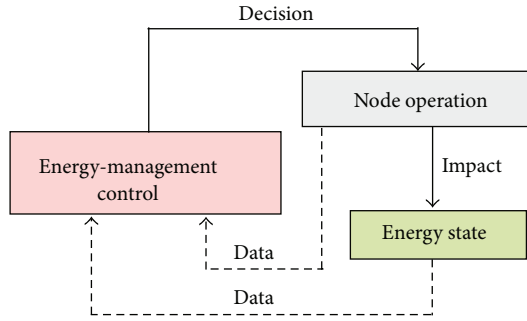 Decision
Node operation
Energy-management
control
Impact
Energy state
Data
Data